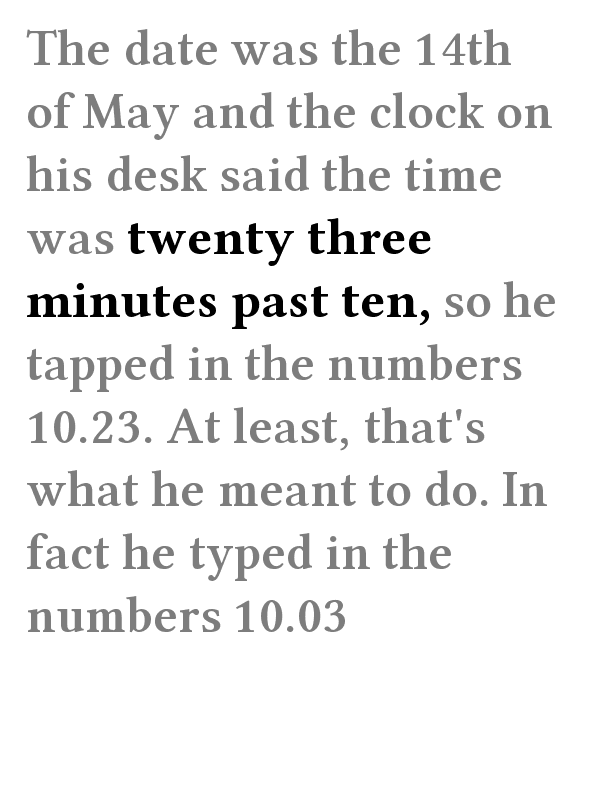 The date was the 14th
of May and the clock on
his desk said the time
was twenty three
minutes past ten, so he
tapped in the numbers
10.23. At least, that's
what he meant to do. In
fact he typed in the
numbers 10.03